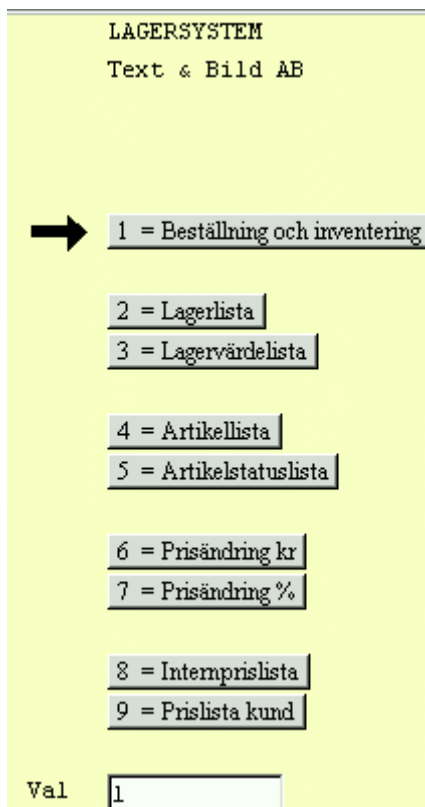 LAGERSYSTEM
Text & Bild AB
1 = Beställning och inventering
2 = Lagerlista
3 = Lagervärdelista
4 = Artikellista
5 = Artikelstatuslista
6 = Prisändring kr
7 = Prisändring %
8 = Internprislista
9 = Prislista kund
Val 1